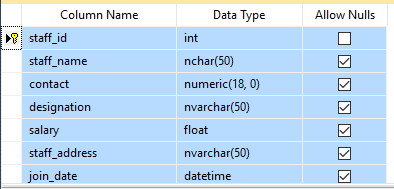 Column Name Data Type Allow Nulls
staff_id int
staff_name nchar(50)
contact numeric(18, 0)
designation nvarchar(50)
salary float
staff_address nvarchar(50)
join_date datetime